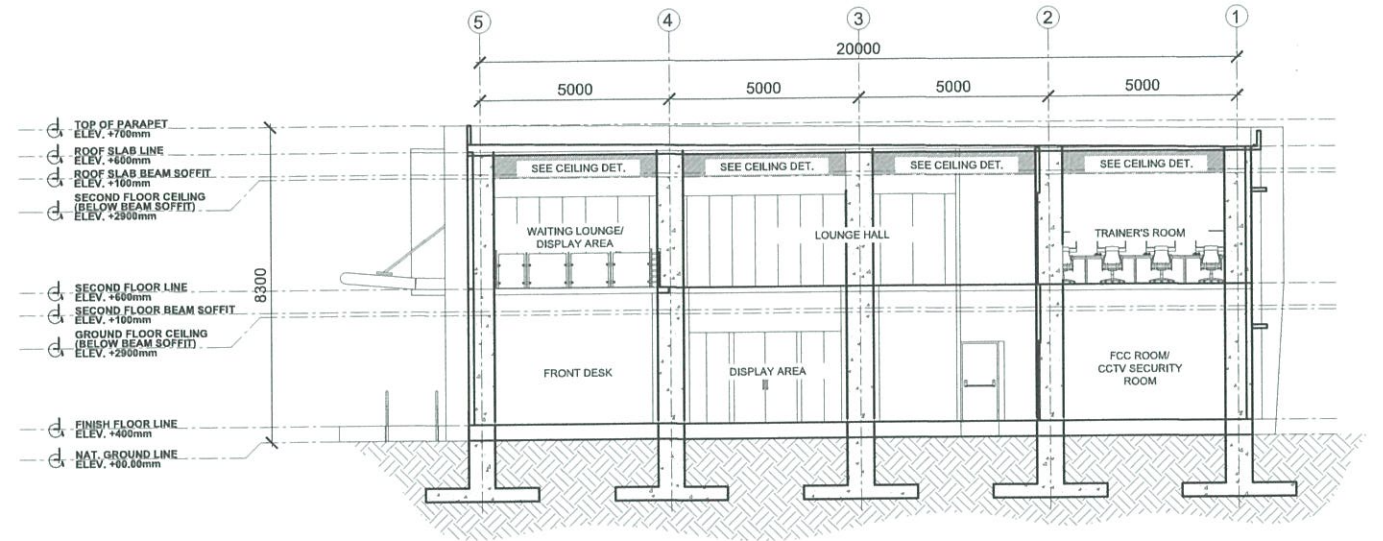 5 4 3 2 1
20000
5000 5000 5000 5000
TOP OF PARAPET
ELEV. +700mm
ROOF SLAB LINE
ELEV. +600mm
ROOF SLAB BEAM SOFFIT
ELEV. +100mm
SECOND FLOOR CEILING
(BELOW BEAM SOFFIT)
ELEV. +2900mm
SECOND FLOOR LINE
ELEV. +600mm
SECOND FLOOR BEAM SOFFIT
ELEV. +100mm
GROUND FLOOR CEILING
(BELOW BEAM SOFFIT)
ELEV. +2900mm
FINISH FLOOR LINE
ELEV. +400mm
NAT. GROUND LINE
ELEV. +00.00mm
8300
SEE CEILING DET. SEE CEILING DET. SEE CEILING DET. SEE CEILING DET.
WAITING LOUNGE/
DISPLAY AREA
LOUNGE HALL
TRAINER'S ROOM
FRONT DESK
DISPLAY AREA
FCC ROOM/
CCTV SECURITY
ROOM